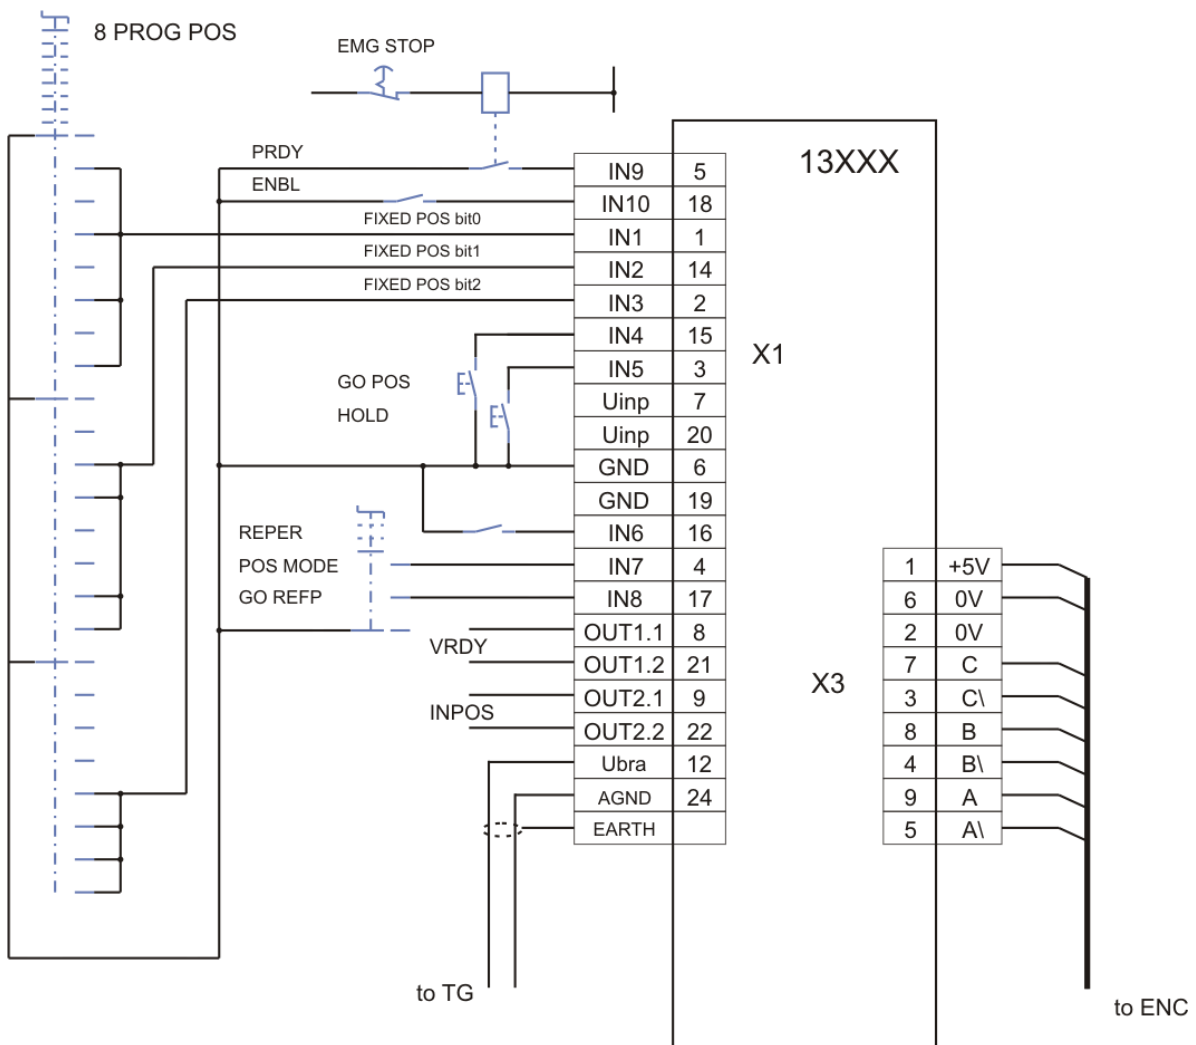 8 PROG POS
EMG STOP
13XXX
PRDY
IN9 5
ENBL
IN10 18
FIXED POS bit0
IN1 1
FIXED POS bit1
IN2 14
FIXED POS bit2
IN3 2
IN4 15
X1
IN5 3
GO POS
Uinp 7
HOLD
Uinp 20
GND 6
GND 19
REPER
IN6 16
POS MODE
IN7 4
1 +5V
GO REFP
IN8 17
6 0V
OUT1.1 8
2 0V
VRDY
OUT1.2 21
7 C
X3
OUT2.1 9
3 C\
INPOS
OUT2.2 22
8 B
Ubra 12
4 B\
AGND 24
9 A
EARTH
5 A\
to TG
to ENC